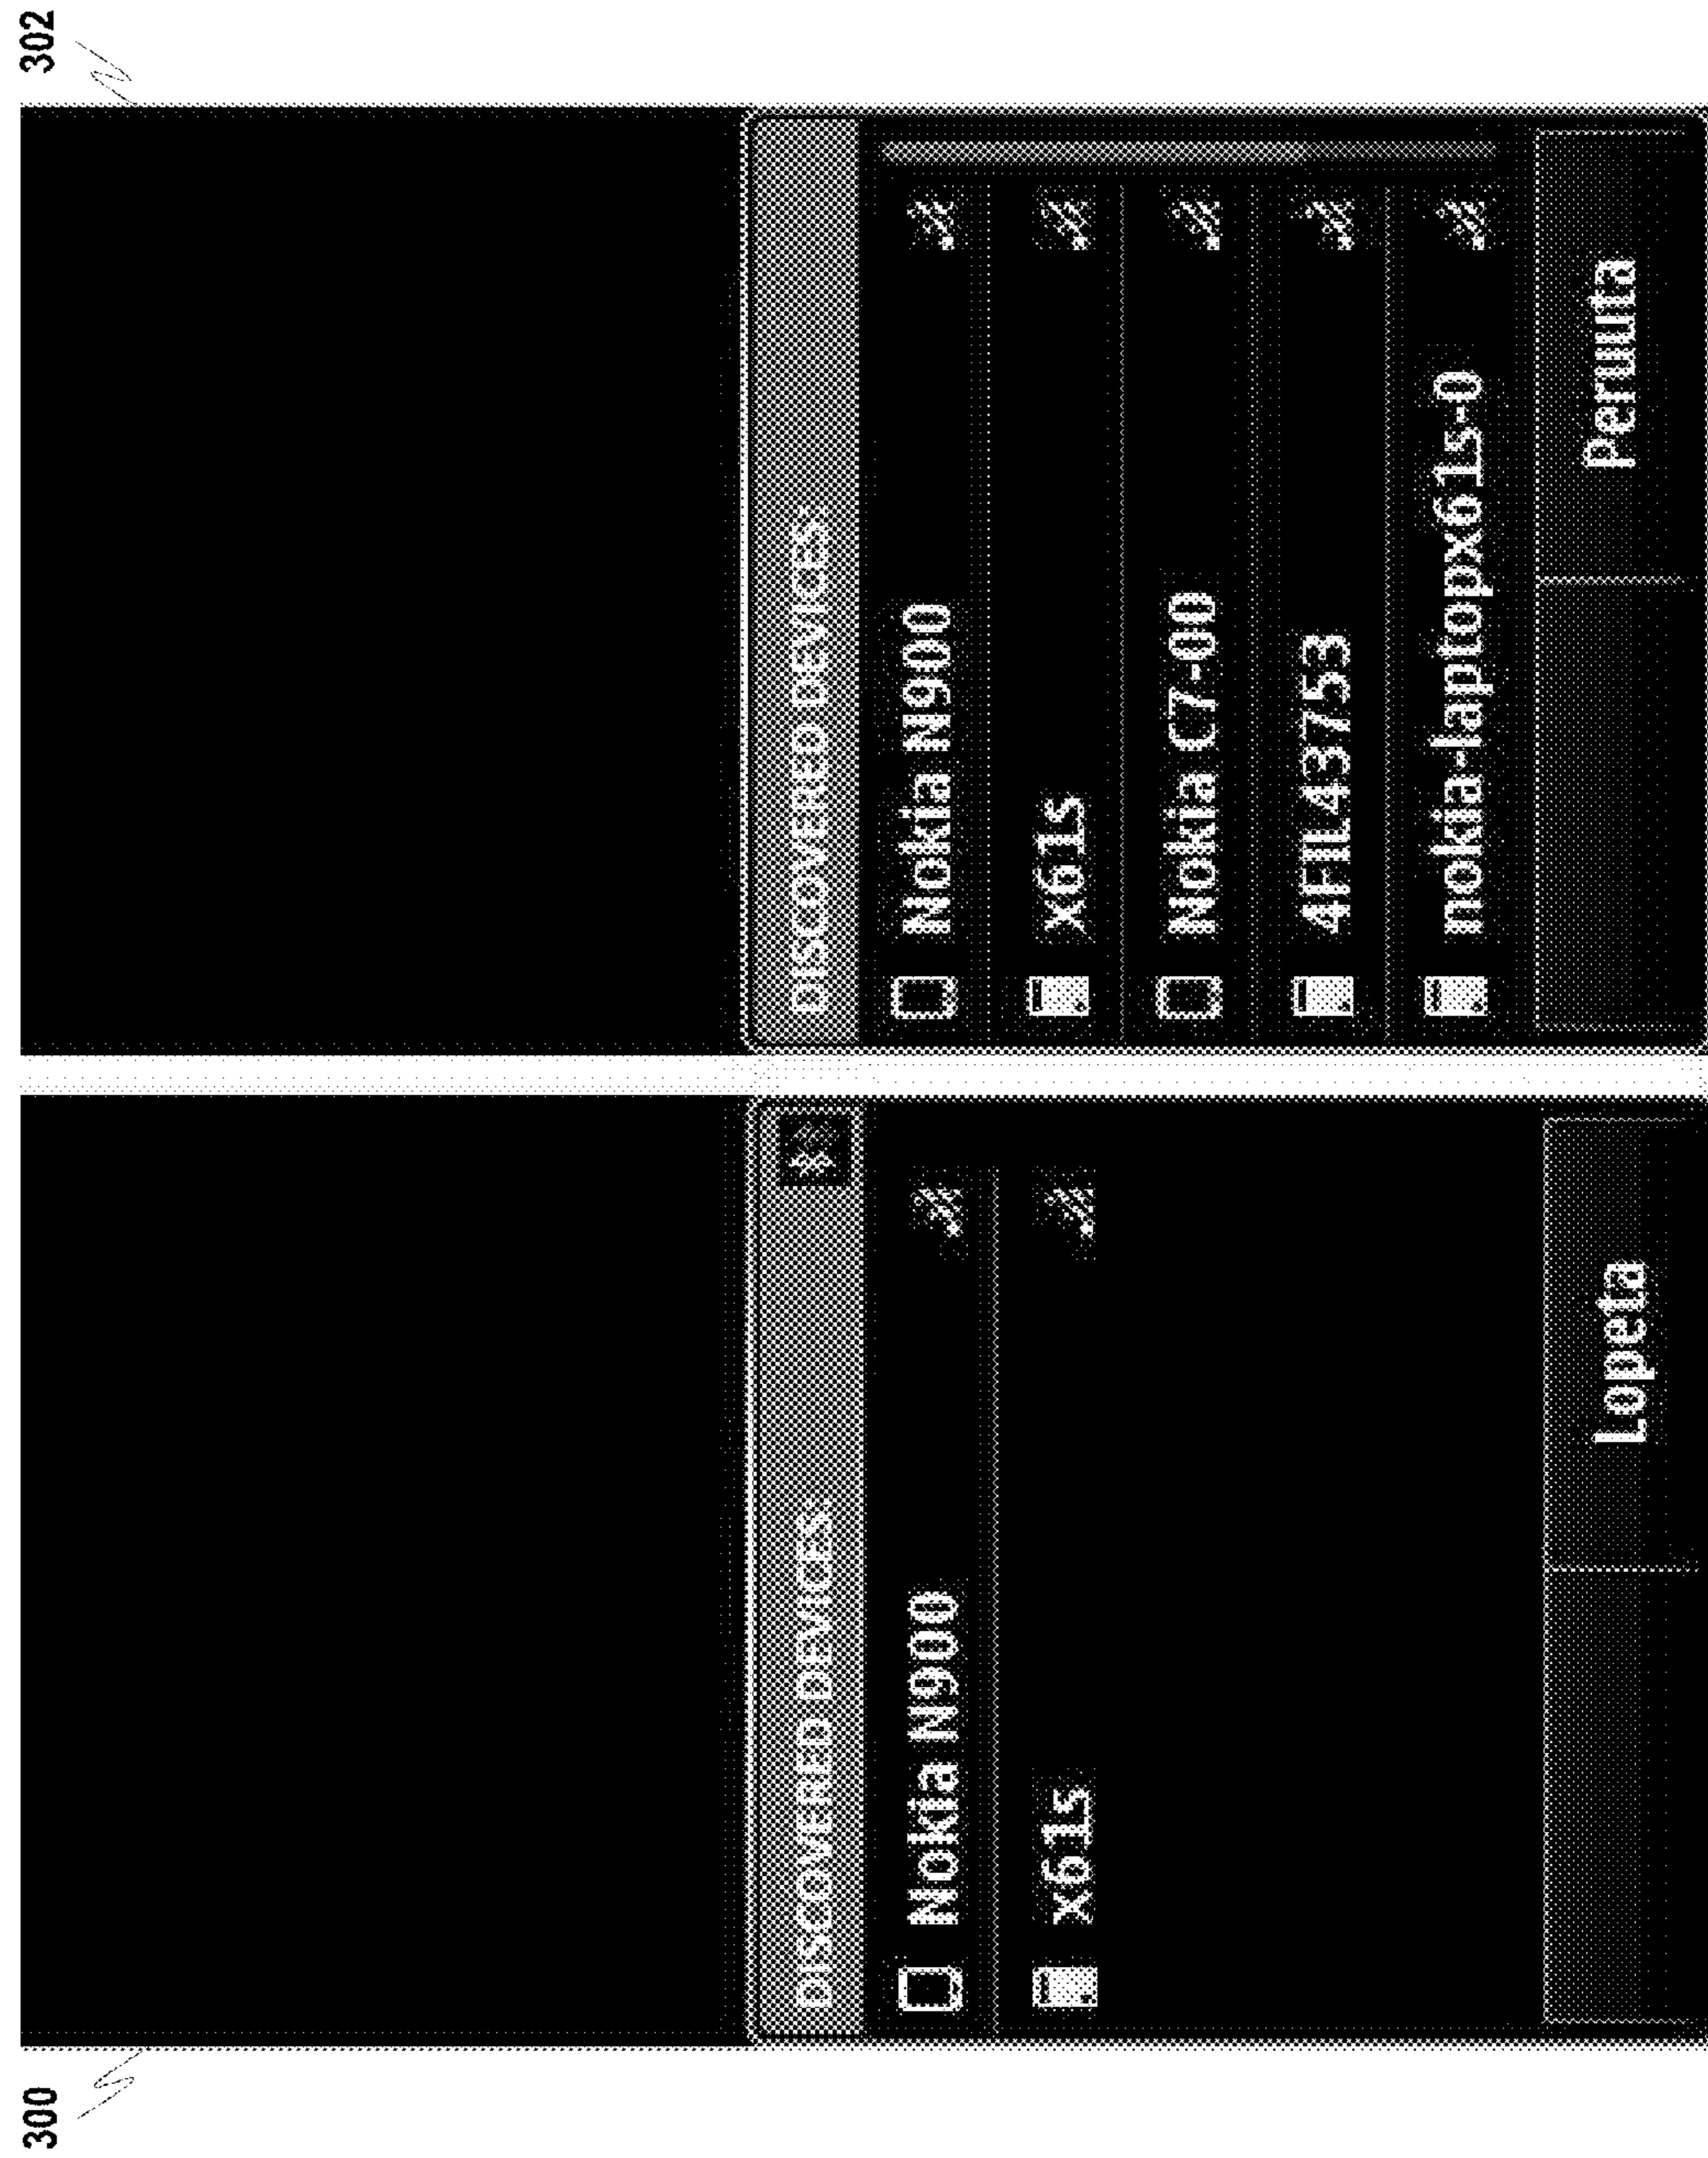 300
DISCOVERED DEVICES:
Nokia N900
x61s
Lopeta
302
DISCOVERED DEVICES:
Nokia N900
x61s
Nokia C7-00
4FIL43753
nokia-laptopx61s-0
Peruuta